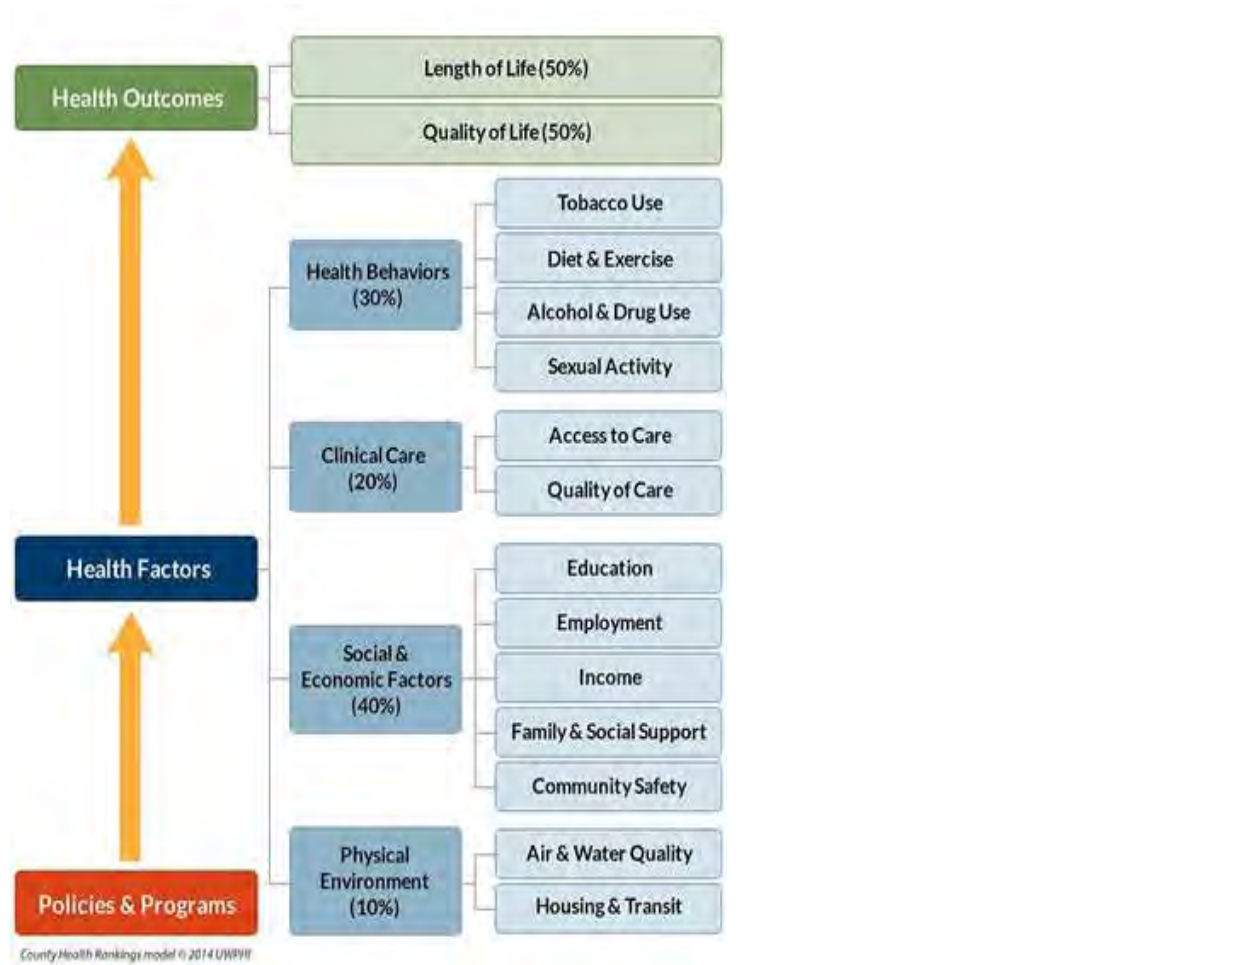 Health Outcomes
Length of Life (50%)
Quality of Life (50%)
Health Behaviors
(30%)
Tobacco Use
Diet & Exercise
Alcohol & Drug Use
Sexual Activity
Clinical Care
(20%)
Access to Care
Quality of Care
Health Factors
Social &
Economic Factors
(40%)
Education
Employment
Income
Family & Social Support
Community Safety
Physical
Environment
(10%)
Air & Water Quality
Housing & Transit
Policies & Programs
County Health Rankings model © 2014 UWPHI